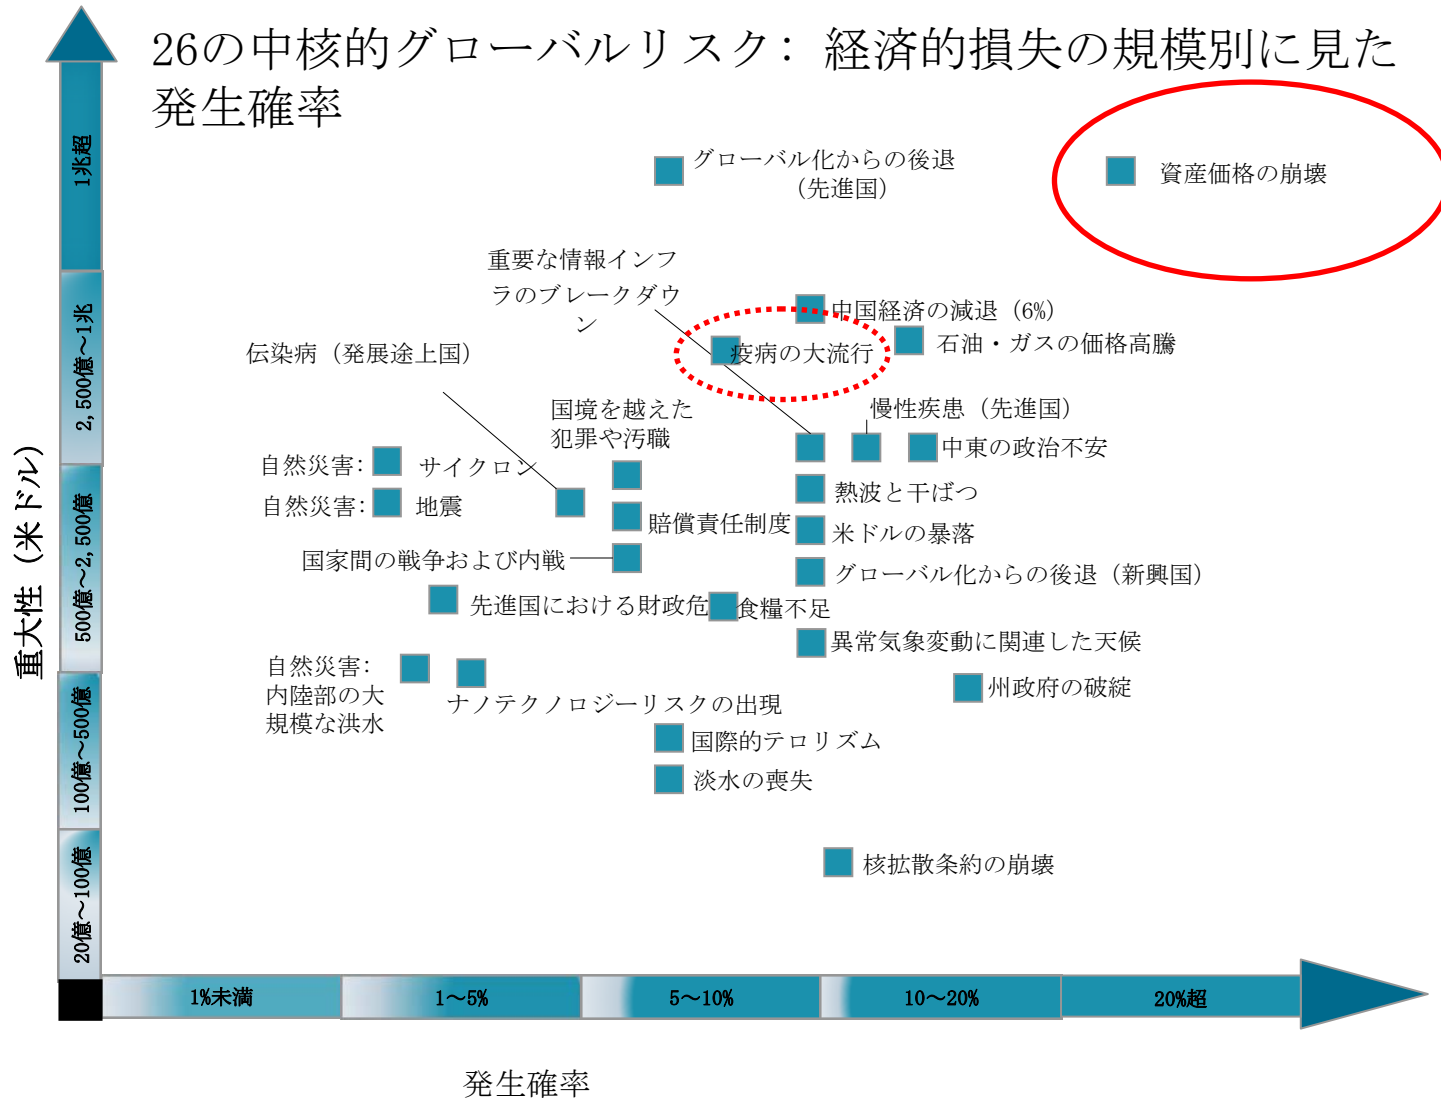 26の中核的グローバルリスク: 経済的損失の規模別に見た
発生確率
1兆超
グローバル化からの後退
(先進国)
資産価格の崩壊
重要な情報インフ
ラのブレークダウ
ン
2,500億～1兆
中国経済の減退 (6%)
石油・ガスの価格高騰
疫病の大流行
伝染病 (発展途上国)
国境を越えた
犯罪や汚職
慢性疾患 (先進国)
中東の政治不安
自然災害:
サイクロン
自然災害:
地震
熱波と干ばつ
賠償責任制度
米ドルの暴落
重大性 (米ドル)
500億～2,500億
国家間の戦争および内戦
グローバル化からの後退 (新興国)
先進国における財政危
食糧不足
異常気象変動に関連した天候
自然災害:
内陸部の大
規模な洪水
ナノテクノロジーリスクの出現
州政府の破綻
100億～500億
国際的テロリズム
淡水の喪失
20億～100億
核拡散条約の崩壊
1%未満
1～5%
5～10%
10～20%
20%超
発生確率